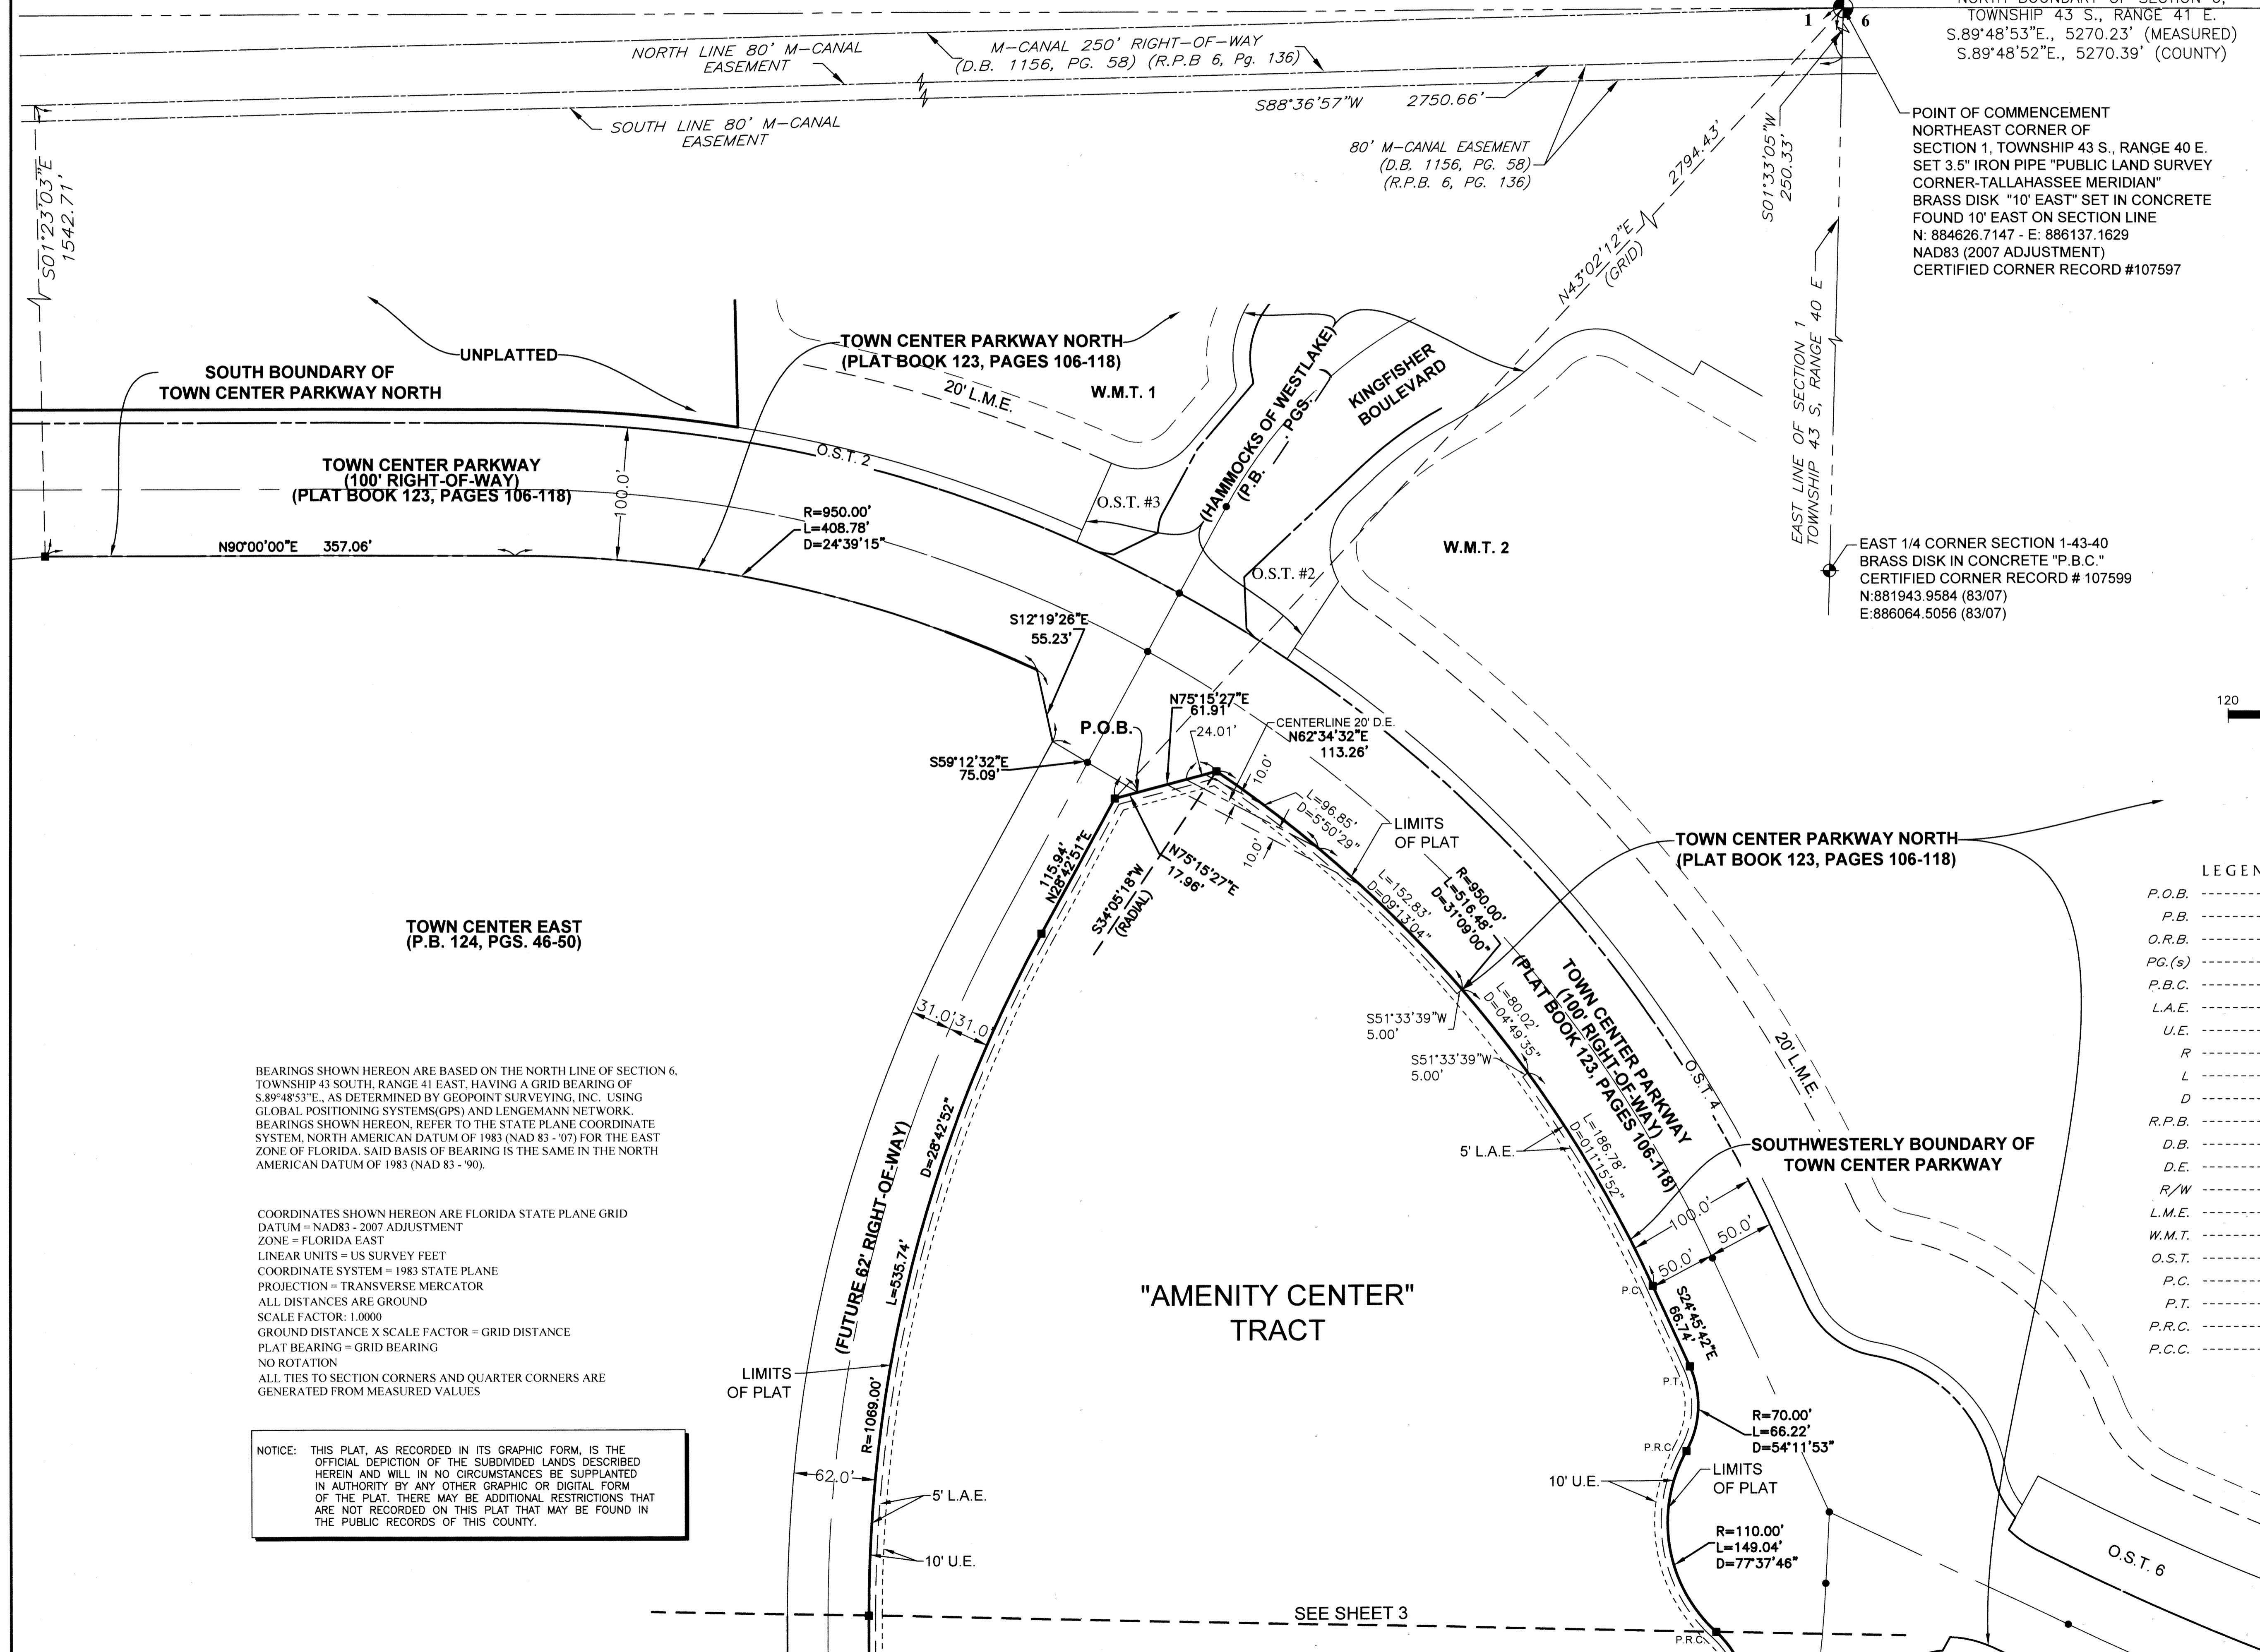 NORTH BOUNDARY OF SECTION 6,
TOWNSHIP 43 S., RANGE 41 E.
S.89°48'53"E., 5270.23' (MEASURED)
S.89°48'52"E., 5270.39' (COUNTY)
1
6
NORTH LINE 80' M-CANAL
EASEMENT
M-CANAL 250' RIGHT-OF-WAY
(D.B. 1156, PG. 58) (R.P.B 6, Pg. 136)
S88°36'57"W 2750.66'
SOUTH LINE 80' M-CANAL
EASEMENT
80' M-CANAL EASEMENT
(D.B. 1156, PG. 58)
(R.P.B. 6, PG. 136)
2794.43'
N43°02'12"E
(GRID)
S01°33'05"W
250.33'
POINT OF COMMENCEMENT
NORTHEAST CORNER OF
SECTION 1, TOWNSHIP 43 S., RANGE 40 E.
SET 3.5" IRON PIPE "PUBLIC LAND SURVEY
CORNER-TALLAHASSEE MERIDIAN"
BRASS DISK "10' EAST" SET IN CONCRETE
FOUND 10' EAST ON SECTION LINE
N: 884626.7147 - E: 886137.1629
NAD83 (2007 ADJUSTMENT)
CERTIFIED CORNER RECORD #107597
S01°23'03"E
1542.71'
UNPLATTED
SOUTH BOUNDARY OF
TOWN CENTER PARKWAY NORTH
TOWN CENTER PARKWAY NORTH
(PLAT BOOK 123, PAGES 106-118)
20' L.M.E.
W.M.T. 1
(HAMMOCKS OF WESTLAKE)
(P.B. ___, PGS. ___)
KINGFISHER
BOULEVARD
EAST LINE OF SECTION 1
TOWNSHIP 43 S, RANGE 40 E
TOWN CENTER PARKWAY
(100' RIGHT-OF-WAY)
(PLAT BOOK 123, PAGES 106-118)
100.0'
O.S.T. 2
O.S.T. #3
R=950.00'
L=408.78'
D=24°39'15"
N90°00'00"E 357.06'
W.M.T. 2
O.S.T. #2
EAST 1/4 CORNER SECTION 1-43-40
BRASS DISK IN CONCRETE "P.B.C."
CERTIFIED CORNER RECORD # 107599
N:881943.9584 (83/07)
E:886064.5056 (83/07)
S12°19'26"E
55.23'
120
P.O.B.
N75°15'27"E
61.91'
24.01'
CENTERLINE 20' D.E.
N62°34'32"E
113.26'
S59°12'32"E
75.09'
10.0'
10.0'
L=96.85'
D=5°50'29"
LIMITS
OF PLAT
115.94'
N28°42'51"E
N75°15'27"E
17.96'
S34°05'18"W
(RADIAL)
L=152.83'
D=09°13'04"
R=950.00'
L=516.48'
D=31°09'00"
TOWN CENTER PARKWAY NORTH
(PLAT BOOK 123, PAGES 106-118)
TOWN CENTER EAST
(P.B. 124, PGS. 46-50)
LEGEN
P.O.B.
P.B.
O.R.B.
PG.(s)
P.B.C.
L.A.E.
U.E.
R
L
D
R.P.B.
D.B.
D.E.
R/W
L.M.E.
W.M.T.
O.S.T.
P.C.
P.T.
P.R.C.
P.C.C.
31.0'
31.0'
S51°33'39"W
5.00'
S51°33'39"W
5.00'
L=80.02'
D=04°49'35"
TOWN CENTER PARKWAY
(100' RIGHT-OF-WAY)
(PLAT BOOK 123, PAGES 106-118)
O.S.T. 4
20' L.M.E.
BEARINGS SHOWN HEREON ARE BASED ON THE NORTH LINE OF SECTION 6,
TOWNSHIP 43 SOUTH, RANGE 41 EAST, HAVING A GRID BEARING OF
S.89°48'53"E., AS DETERMINED BY GEOPOINT SURVEYING, INC. USING
GLOBAL POSITIONING SYSTEMS(GPS) AND LENGEMANN NETWORK.
BEARINGS SHOWN HEREON, REFER TO THE STATE PLANE COORDINATE
SYSTEM, NORTH AMERICAN DATUM OF 1983 (NAD 83 - '07) FOR THE EAST
ZONE OF FLORIDA. SAID BASIS OF BEARING IS THE SAME IN THE NORTH
AMERICAN DATUM OF 1983 (NAD 83 - '90).
5' L.A.E.
L=186.78'
D=011°15'52"
SOUTHWESTERLY BOUNDARY OF
TOWN CENTER PARKWAY
D=28°42'52"
L=535.74'
R=1069.00'
(FUTURE 62' RIGHT-OF-WAY)
100.0'
50.0'
50.0'
COORDINATES SHOWN HEREON ARE FLORIDA STATE PLANE GRID
DATUM = NAD83 - 2007 ADJUSTMENT
ZONE = FLORIDA EAST
LINEAR UNITS = US SURVEY FEET
COORDINATE SYSTEM = 1983 STATE PLANE
PROJECTION = TRANSVERSE MERCATOR
ALL DISTANCES ARE GROUND
SCALE FACTOR: 1.0000
GROUND DISTANCE X SCALE FACTOR = GRID DISTANCE
PLAT BEARING = GRID BEARING
NO ROTATION
ALL TIES TO SECTION CORNERS AND QUARTER CORNERS ARE
GENERATED FROM MEASURED VALUES
"AMENITY CENTER"
TRACT
P.C.
S24°45'42"E
66.74'
P.T.
LIMITS
OF PLAT
R=70.00'
L=66.22'
D=54°11'53"
P.R.C.
LIMITS
OF PLAT
10' U.E.
62.0'
5' L.A.E.
10' U.E.
R=110.00'
L=149.04'
D=77°37'46"
NOTICE: THIS PLAT, AS RECORDED IN ITS GRAPHIC FORM, IS THE
OFFICIAL DEPICTION OF THE SUBDIVIDED LANDS DESCRIBED
HEREIN AND WILL IN NO CIRCUMSTANCES BE SUPPLANTED
IN AUTHORITY BY ANY OTHER GRAPHIC OR DIGITAL FORM
OF THE PLAT. THERE MAY BE ADDITIONAL RESTRICTIONS THAT
ARE NOT RECORDED ON THIS PLAT THAT MAY BE FOUND IN
THE PUBLIC RECORDS OF THIS COUNTY.
O.S.T. 6
SEE SHEET 3
P.R.C.